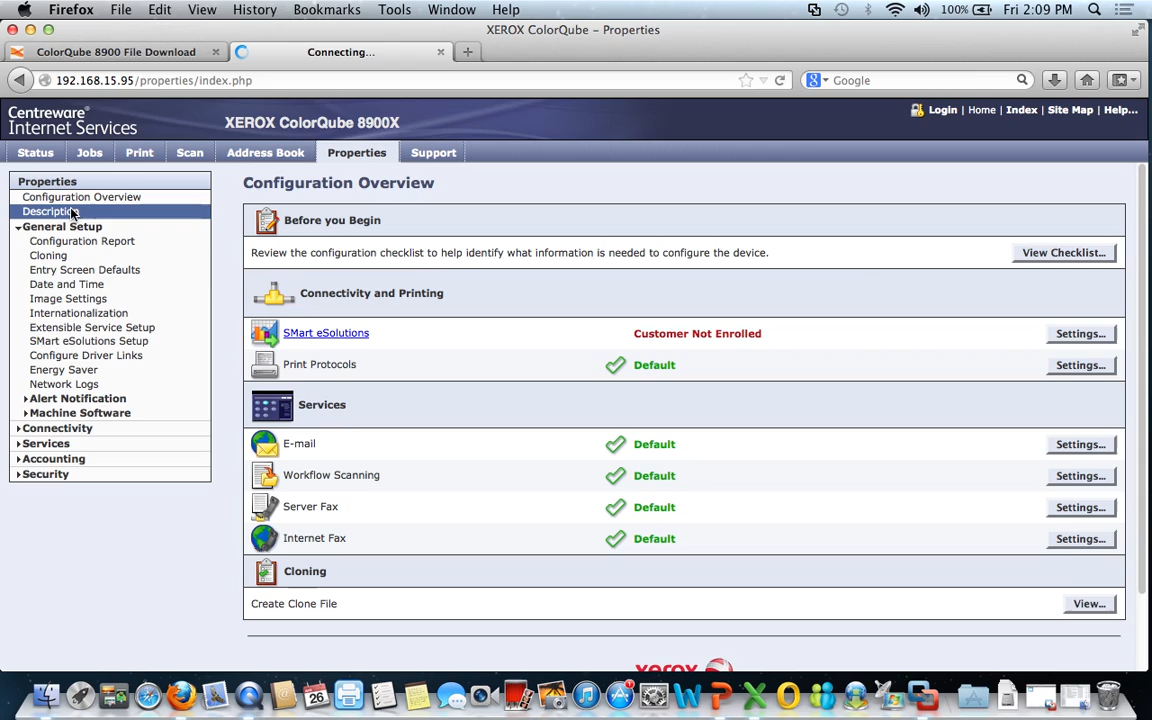 Firefox File Edit View History Bookmarks Tools Window Help 100% Fri 2:09 PM
XEROX ColorQube – Properties
ColorQube 8900 File Download Connecting...
192.168.15.95/properties/index.php Google
Centreware®
Internet Services
XEROX ColorQube 8900X
Login | Home | Index | Site Map | Help...
Status Jobs Print Scan Address Book Properties Support
Properties
Configuration Overview
Description
General Setup
Configuration Report
Cloning
Entry Screen Defaults
Date and Time
Image Settings
Internationalization
Extensible Service Setup
SMart eSolutions Setup
Configure Driver Links
Energy Saver
Network Logs
Alert Notification
Machine Software
Connectivity
Services
Accounting
Security
Configuration Overview
Before you Begin
Review the configuration checklist to help identify what information is needed to configure the device. View Checklist...
Connectivity and Printing
SMart eSolutions Customer Not Enrolled Settings...
Print Protocols Default Settings...
Services
E-mail Default Settings...
Workflow Scanning Default Settings...
Server Fax Default Settings...
Internet Fax Default Settings...
Cloning
Create Clone File View...
xerox